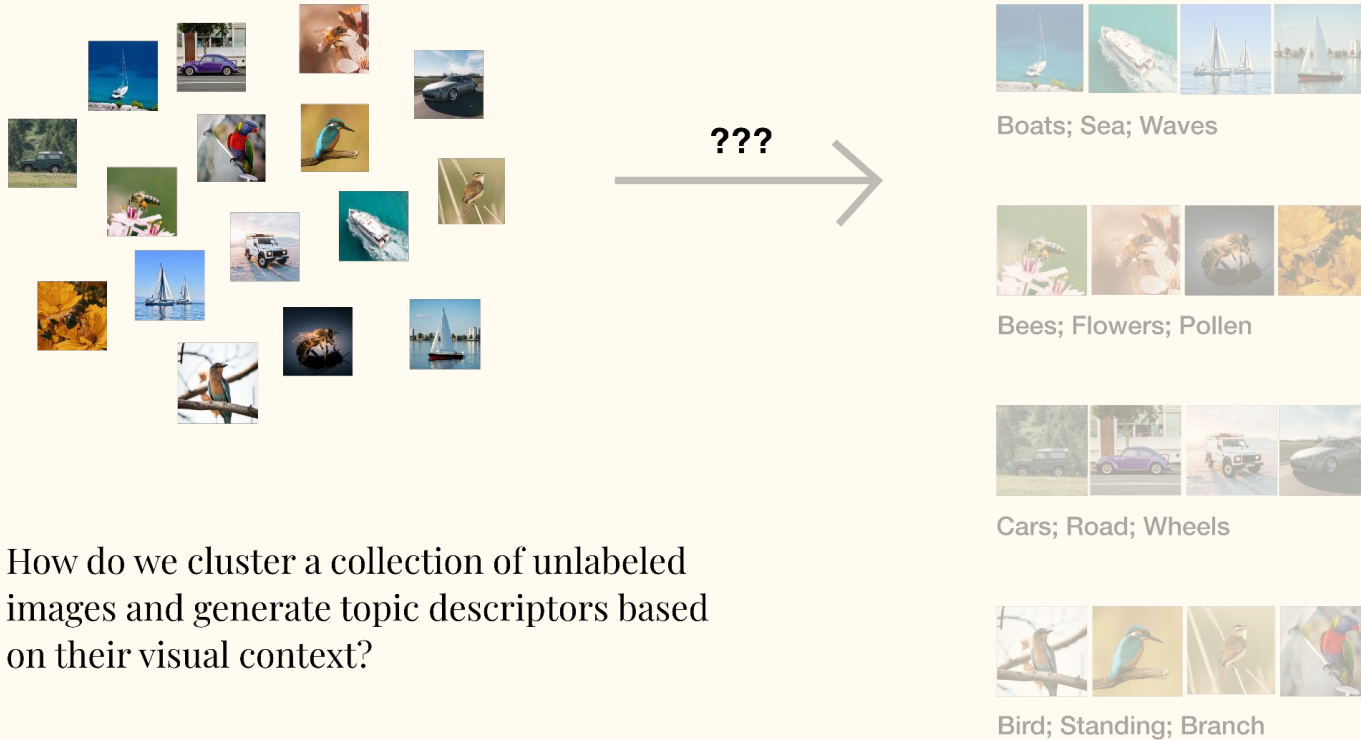 ???
Boats; Sea; Waves
Bees; Flowers; Pollen
Cars; Road; Wheels
How do we cluster a collection of unlabeled
images and generate topic descriptors based
on their visual context?
Bird; Standing; Branch